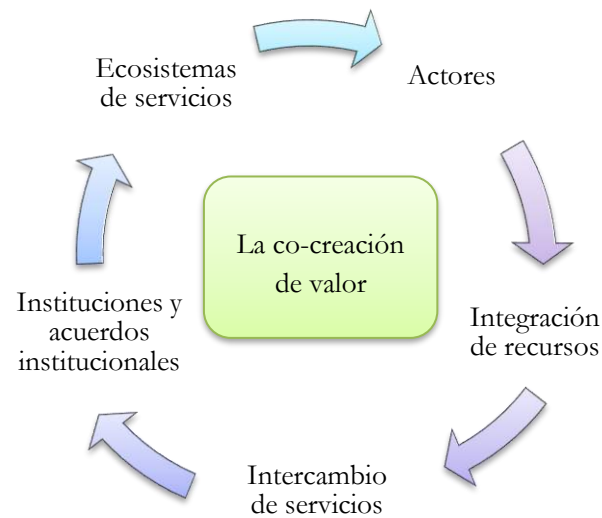 Ecosistemas
de servicios
Actores
La co-creación
de valor
Integración
de recursos
Intercambio
de servicios
Instituciones y
acuerdos
institucionales